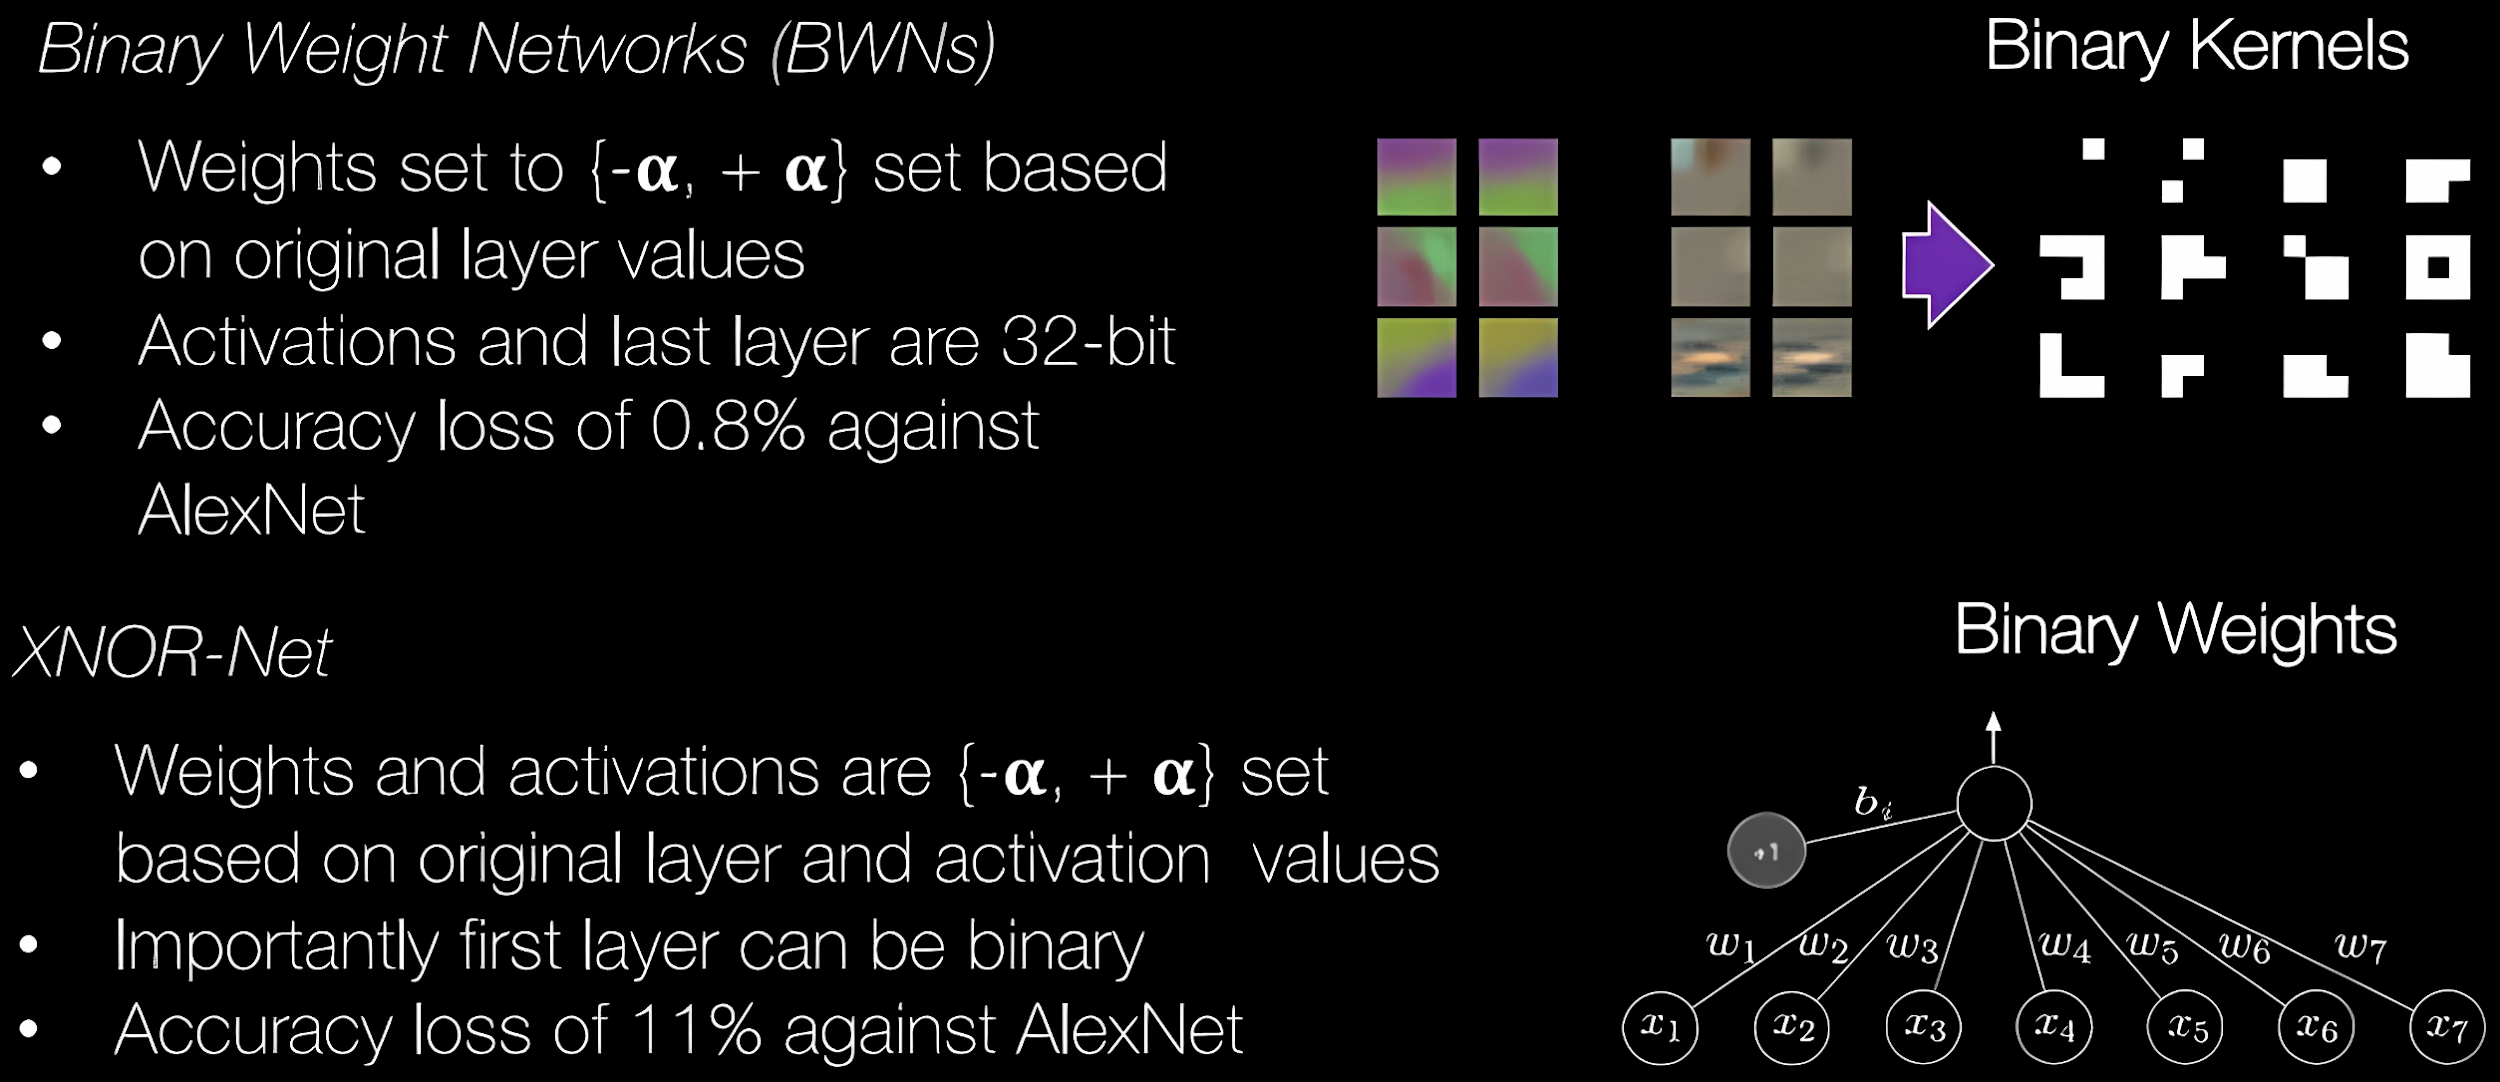 Binary Weight Networks (BWNs)
• Weights set to {-α, + α} set based
on original layer values
• Activations and last layer are 32-bit
• Accuracy loss of 0.8% against
AlexNet
Binary Kernels
XNOR-Net
• Weights and activations are {-α, + α} set
based on original layer and activation values
• Importantly first layer can be binary
• Accuracy loss of 11% against AlexNet
Binary Weights
b
+1
w1 w2 w3 w4 w5 w6 w7
x1 x2 x3 x4 x5 x6 x7